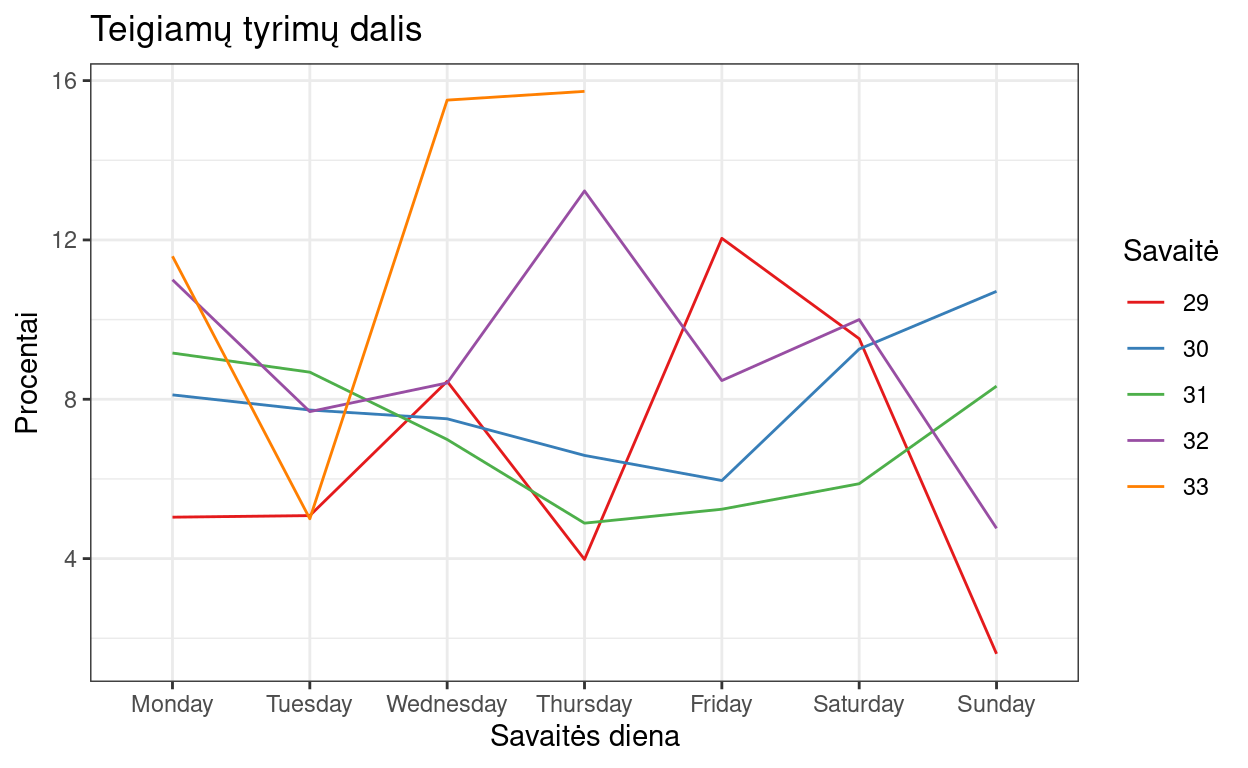 Teigiamų tyrimų dalis
Procentai
16
12
8
4
Monday Tuesday Wednesday Thursday Friday Saturday Sunday
Savaitės diena
Savaitė
29
30
31
32
33